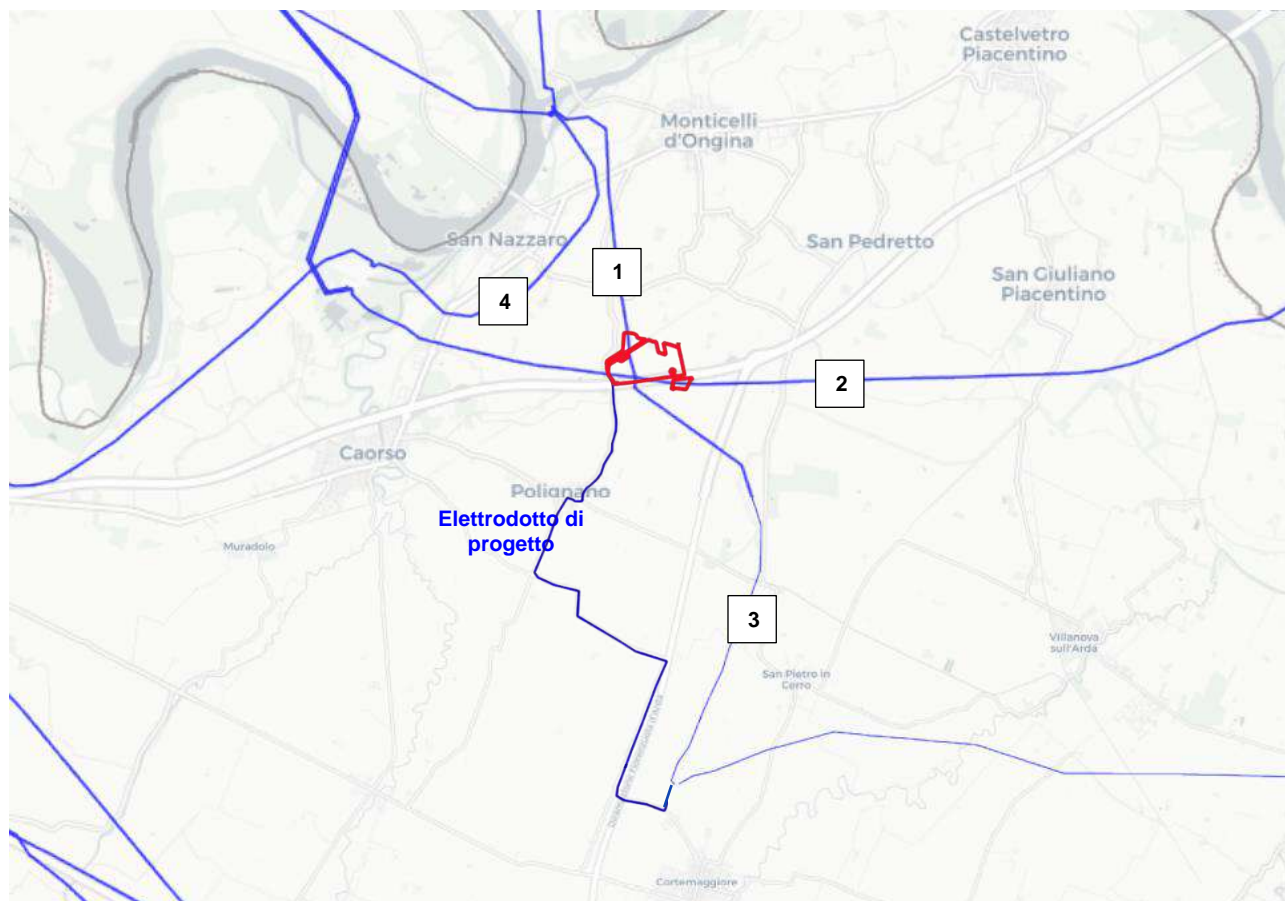 Castelvetro
Piacentino
Monticelli
d'Ongina
San Nazzaro
San Pedretto
1
San Giuliano
Piacentino
4
2
Caorso
Polignano
Elettrodotto di
progetto
Muradolo
3
Villanova
sull'Arda
San Pietro in
Cerro
Cortemaggiore